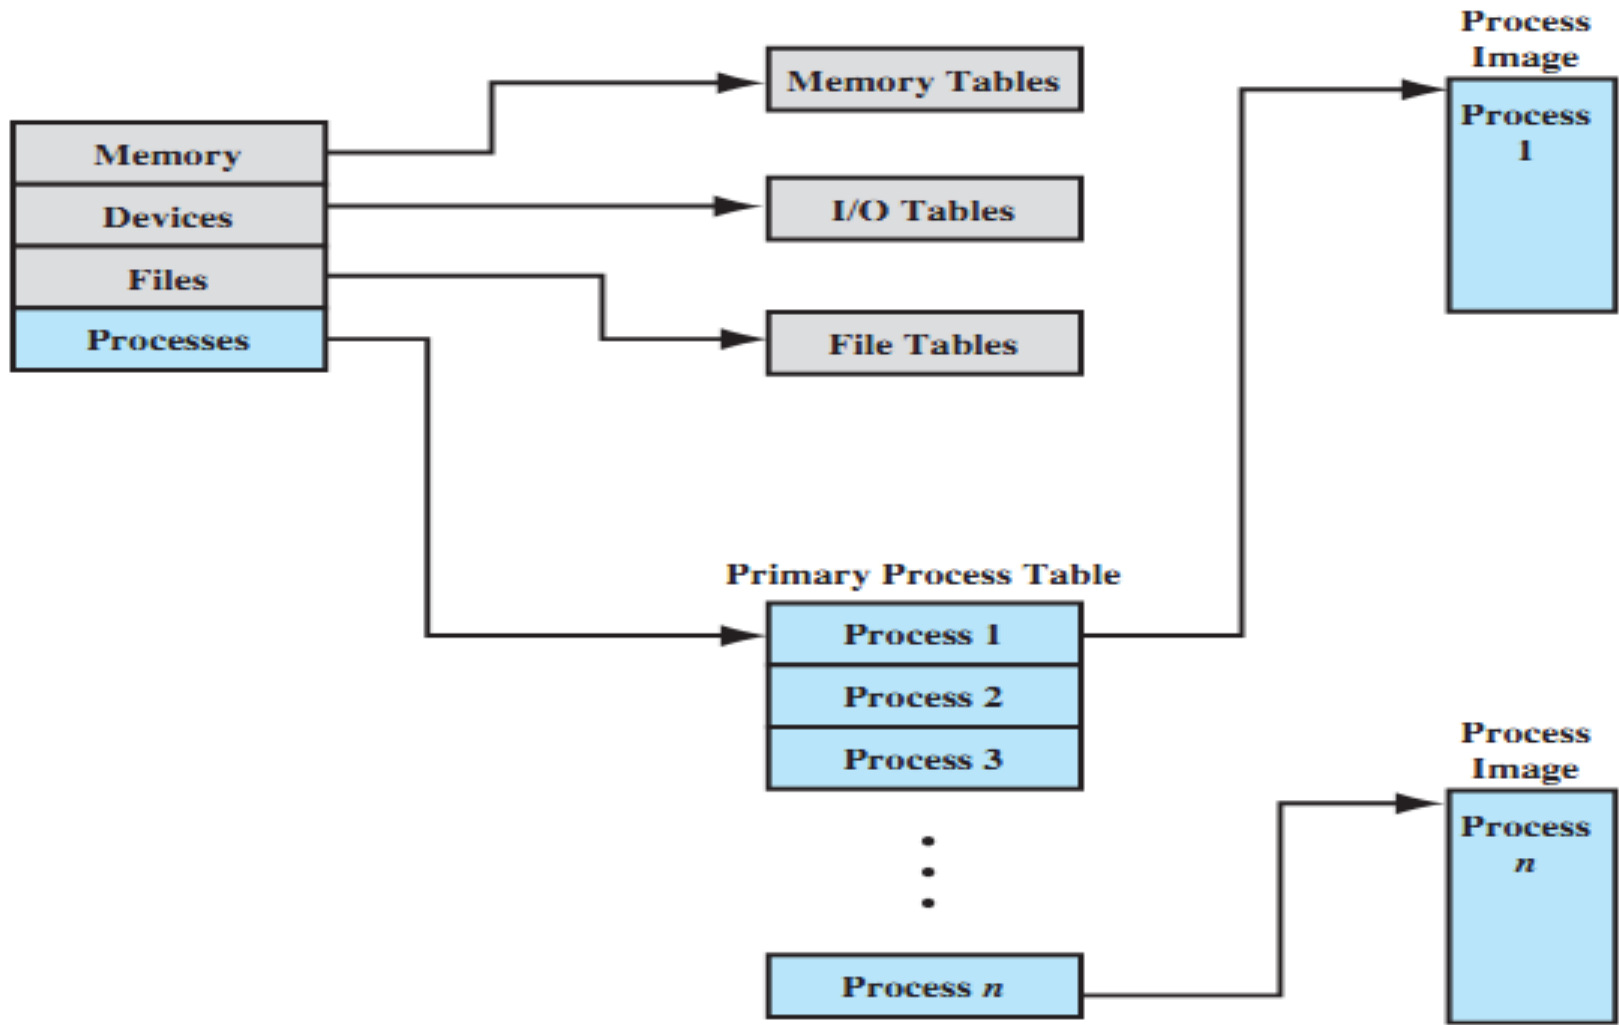 Memory
Devices
Files
Processes
Memory Tables
I/O Tables
File Tables
Primary Process Table
Process 1
Process 2
Process 3
Process n
Process
Image
Process
1
Process
Image
Process
n